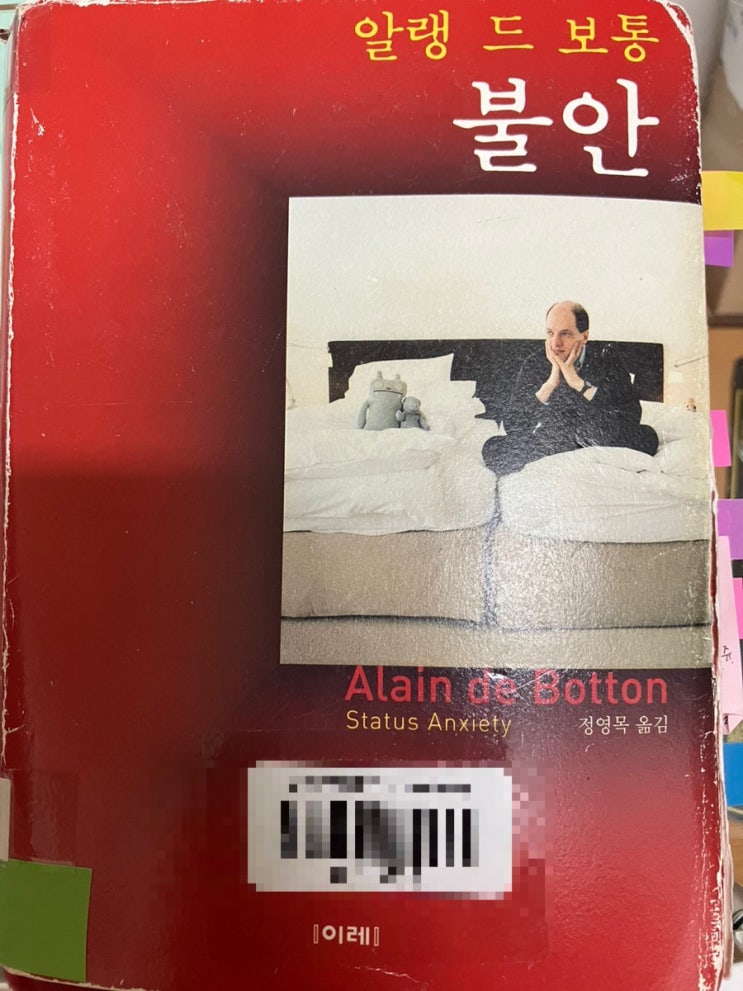 알랭 드 보통
불안
Alain de Botton
Status Anxiety
정영목 옮김
이레